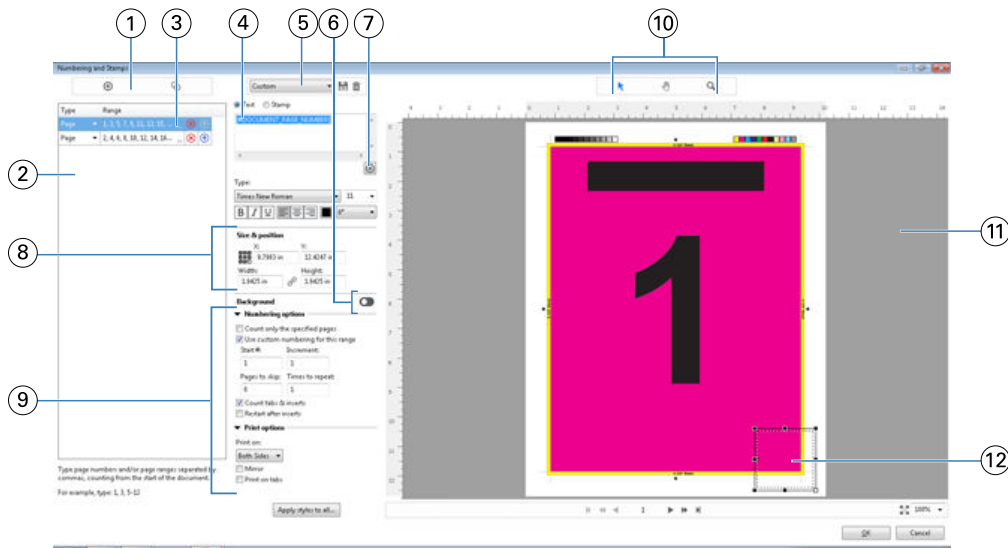 1 3 4 5 6 7 10
Numbering and Stamps
Custom
Type Range
Text Stamp
Page 1, 3, 5, 7, 9, 11, 13, 15, ...
#DOCUMENT_PAGE_NUMBER#
Page 2, 4, 6, 8, 10, 12, 14, 16... ...
2
Type:
Times New Roman 11
B I U 0°
8
Size & position
X: Y:
9.7863 in 12.4247 in
Width: Height:
1.9425 in 1.9425 in
Background
Numbering options
Count only the specified pages
Use custom numbering for this range
Start #: Increment:
1 1
Pages to skip: Times to repeat:
0 1
9
Count tabs & inserts
Restart after inserts
Print options
Print on:
Both Sides
Mirror
Print on tabs
Type page numbers and/or page ranges separated by
commas, counting from the start of the document.
For example, type: 1, 3, 5-12
Apply styles to all...
1
11
12
1
100%
OK Cancel